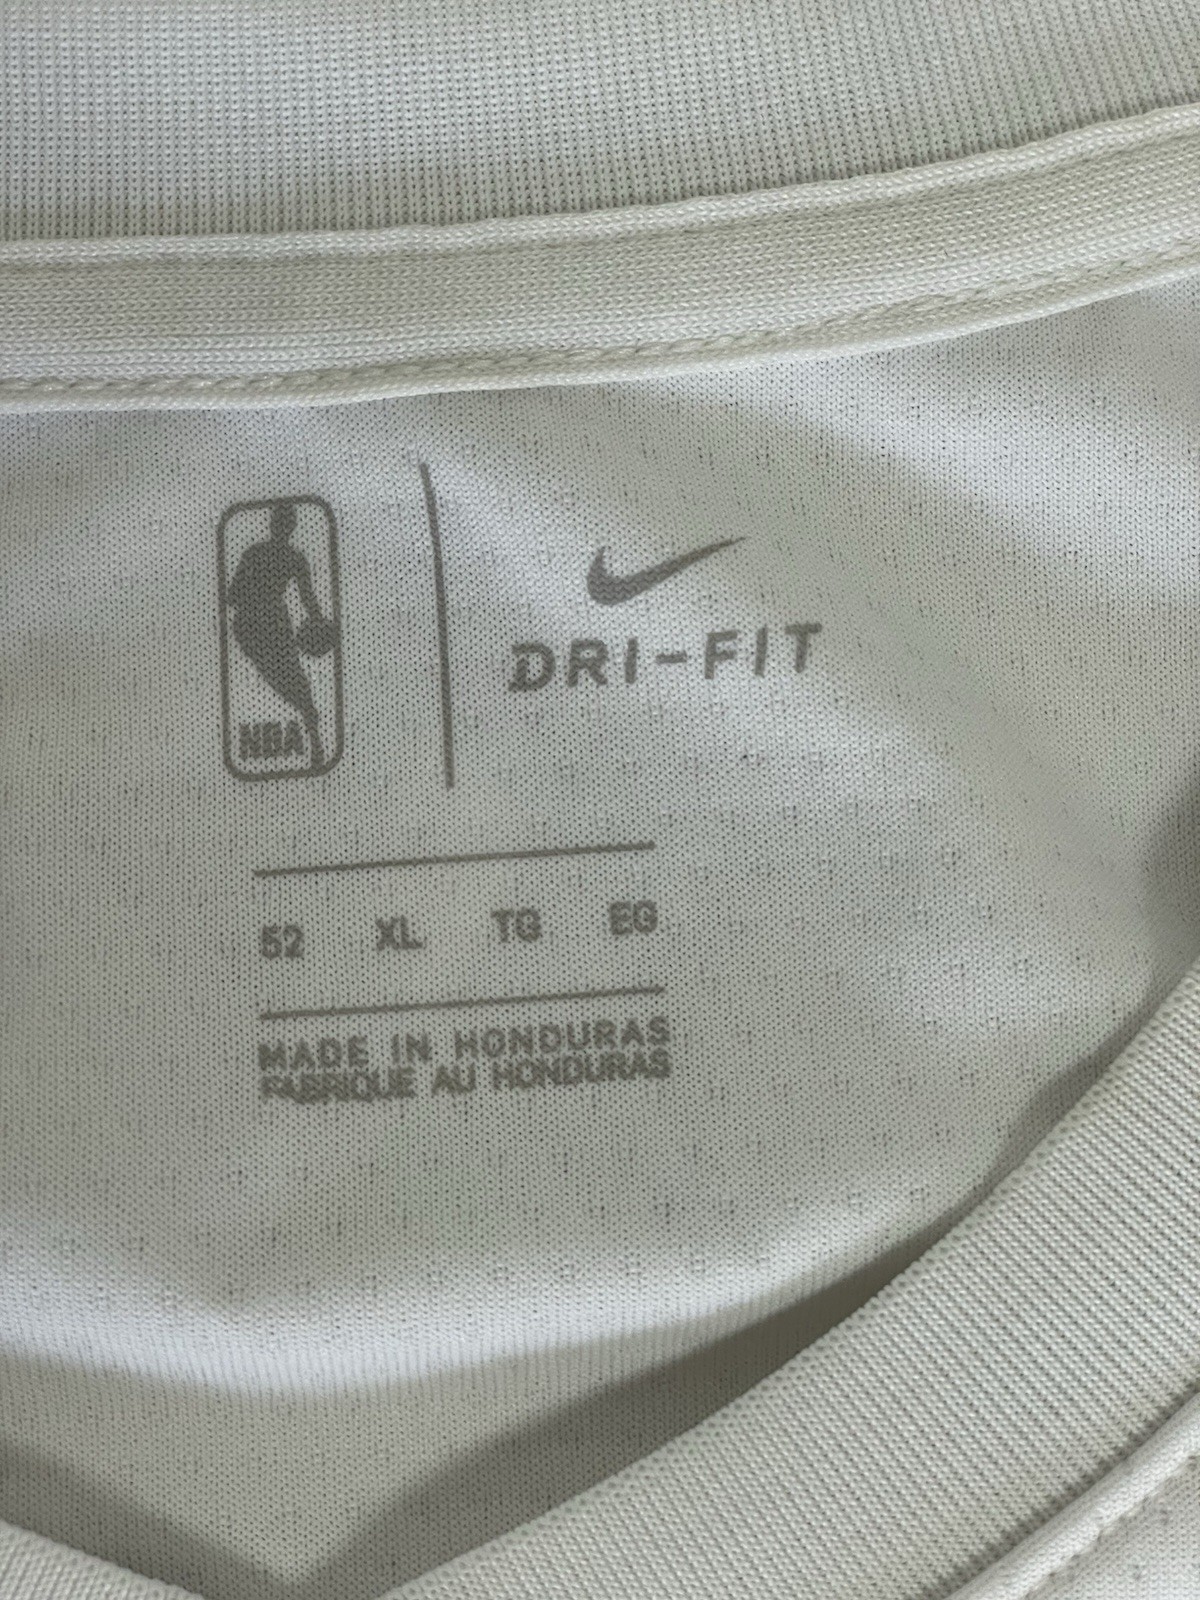 NBA
DRI-FIT
52 XL TG EG
MADE IN HONDURAS
FABRIQUE AU HONDURAS